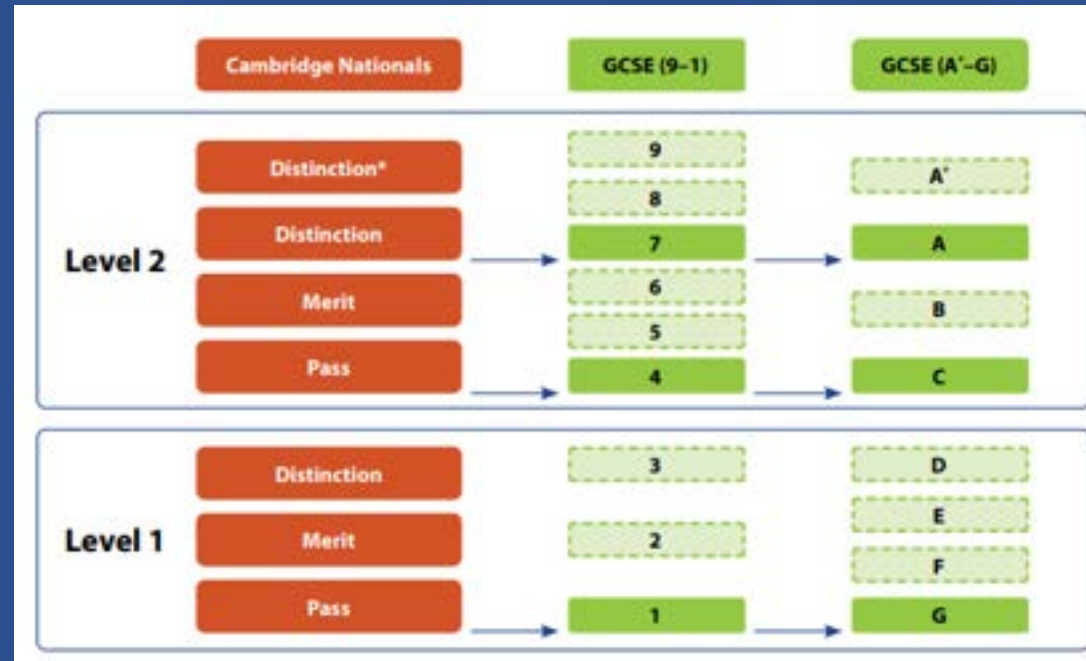 Cambridge Nationals GCSE (9–1) GCSE (A*–G)
Level 2
Distinction*
Distinction
Merit
Pass
9
8
7
6
5
4
A*
A
B
C
Level 1
Distinction
Merit
Pass
3
2
1
D
E
F
G